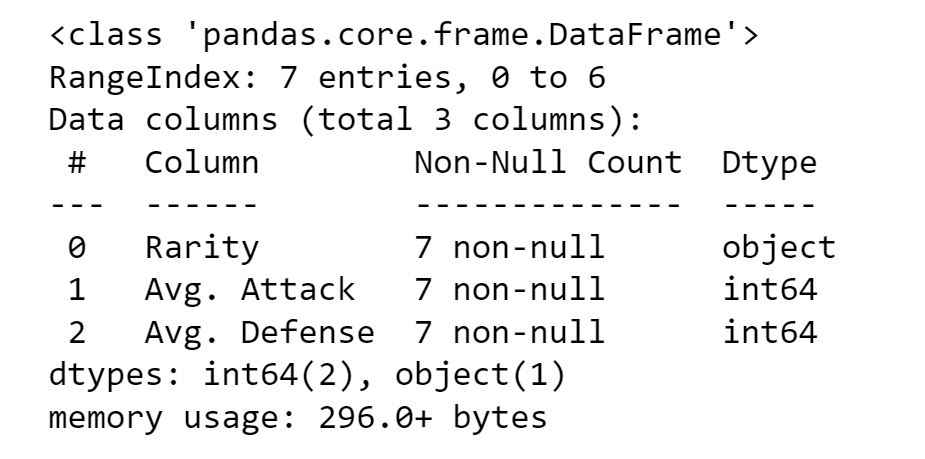 <class 'pandas.core.frame.DataFrame'>
RangeIndex: 7 entries, 0 to 6
Data columns (total 3 columns):
 #   Column        Non-Null Count  Dtype
---  ------        --------------  -----
 0   Rarity        7 non-null      object
 1   Avg. Attack   7 non-null      int64
 2   Avg. Defense  7 non-null      int64
dtypes: int64(2), object(1)
memory usage: 296.0+ bytes